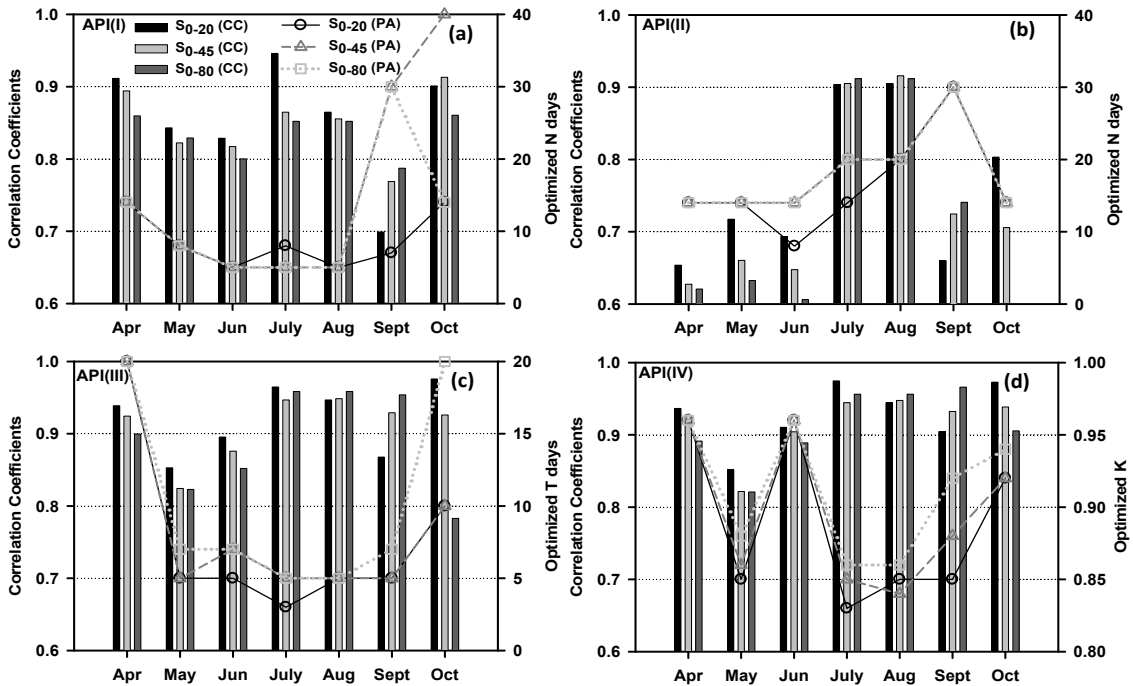 API(I)
(a)
S0-20 (CC)
S0-45 (CC)
S0-80 (CC)
S0-20 (PA)
S0-45 (PA)
S0-80 (PA)
Correlation Coefficients
1.0
0.9
0.8
0.7
0.6
40
30
20
10
0
Optimized N days
Apr May Jun July Aug Sept Oct
API(II)
(b)
Correlation Coefficients
1.0
0.9
0.8
0.7
0.6
40
30
20
10
0
Optimized N days
Apr May Jun July Aug Sept Oct
API(III)
(c)
Correlation Coefficients
1.0
0.9
0.8
0.7
0.6
20
15
10
5
0
Optimized T days
Apr May Jun July Aug Sept Oct
API(IV)
(d)
Correlation Coefficients
1.0
0.9
0.8
0.7
0.6
1.00
0.95
0.90
0.85
0.80
Optimized K
Apr May Jun July Aug Sept Oct